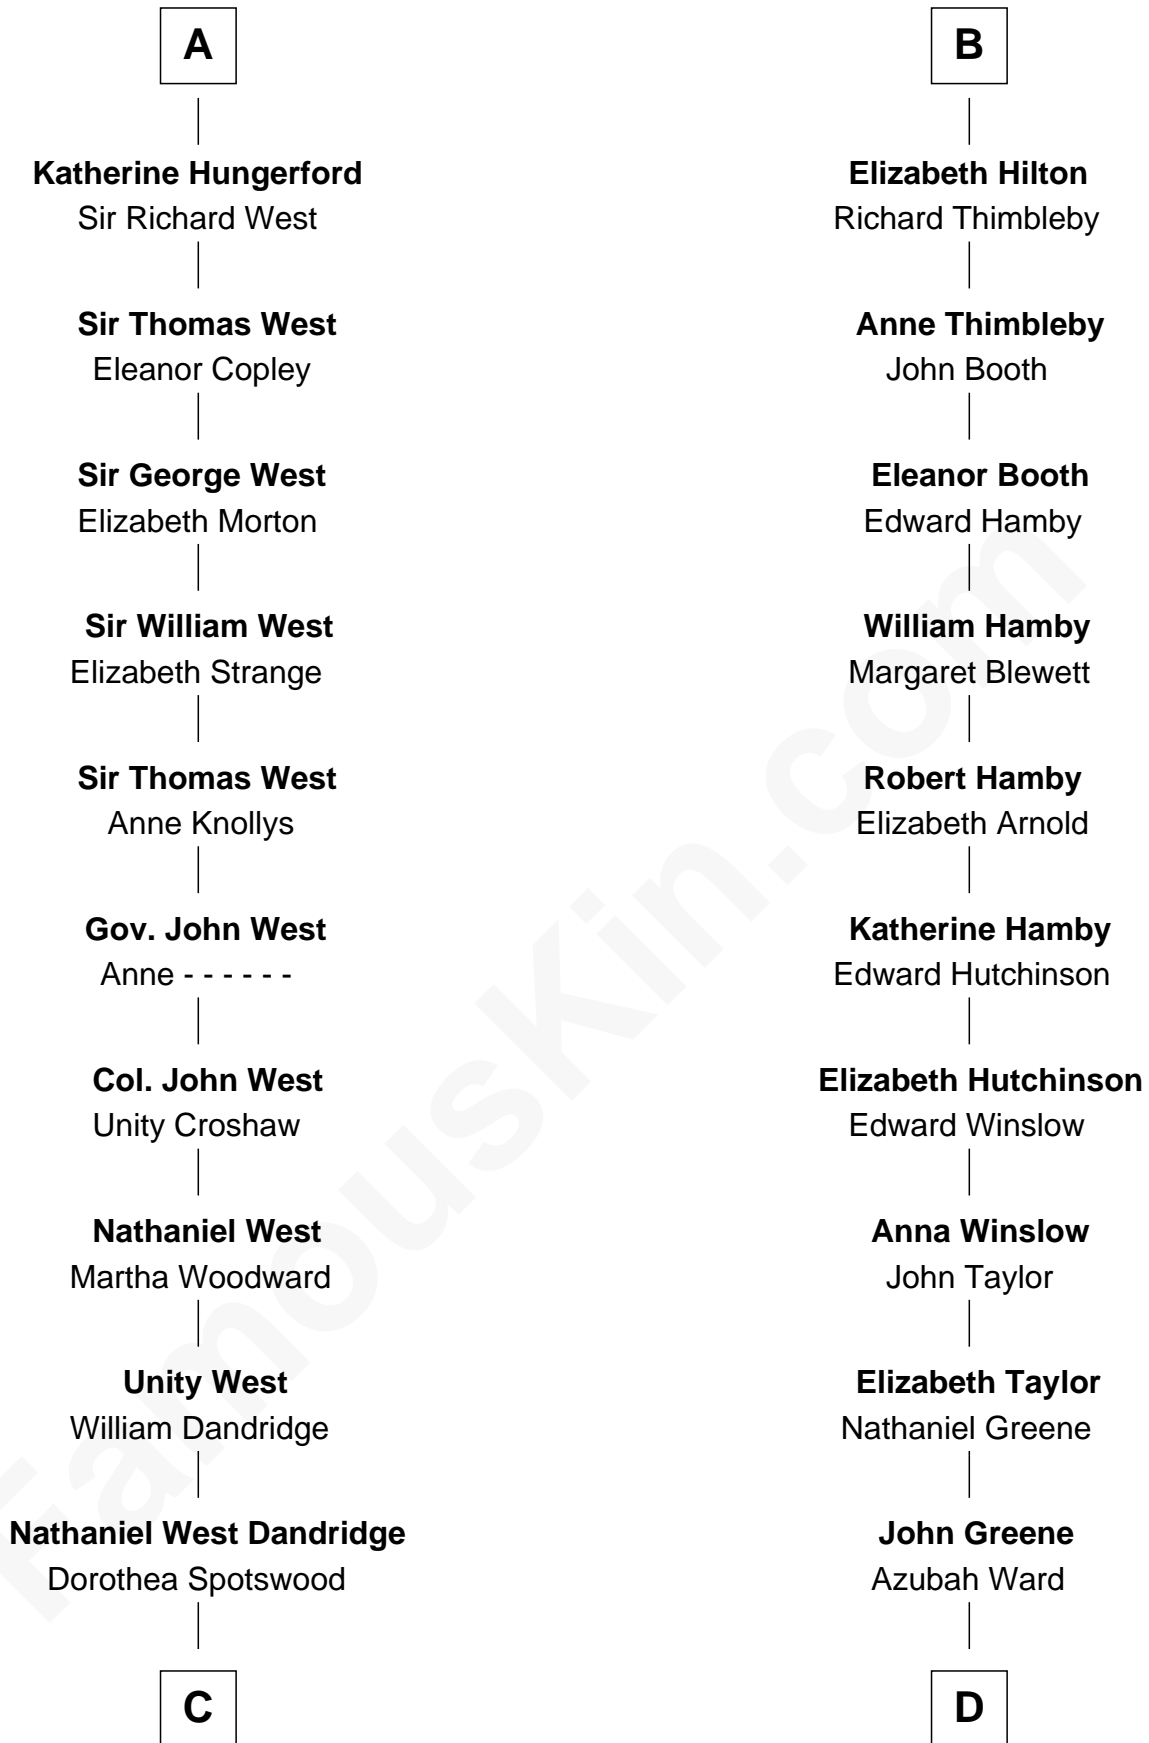 A
Katherine Hungerford
Sir Richard West
Sir Thomas West
Eleanor Copley
Sir George West
Elizabeth Morton
Sir William West
Elizabeth Strange
Sir Thomas West
Anne Knollys
Gov. John West
Anne - - - - - -
Col. John West
Unity Croshaw
Nathaniel West
Martha Woodward
Unity West
William Dandridge
Nathaniel West Dandridge
Dorothea Spotswood
C
B
Elizabeth Hilton
Richard Thimbleby
Anne Thimbleby
John Booth
Eleanor Booth
Edward Hamby
William Hamby
Margaret Blewett
Robert Hamby
Elizabeth Arnold
Katherine Hamby
Edward Hutchinson
Elizabeth Hutchinson
Edward Winslow
Anna Winslow
John Taylor
Elizabeth Taylor
Nathaniel Greene
John Greene
Azubah Ward
D
FamousKin.com